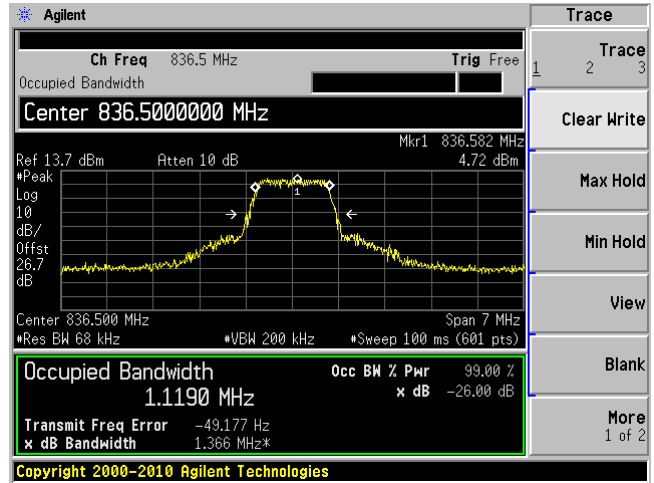 Agilent
Trace
Ch Freq 836.5 MHz Trig Free
Occupied Bandwidth
Center 836.5000000 MHz
Mkr1 836.582 MHz
Ref 13.7 dBm Atten 10 dB 4.72 dBm
#Peak
Log
10
dB/
Offst
26.7
dB
1
Center 836.500 MHz Span 7 MHz
#Res BW 68 kHz #VBW 200 kHz #Sweep 100 ms (601 pts)
Occupied Bandwidth Occ BW % Pwr 99.00 %
1.1190 MHz x dB -26.00 dB
Transmit Freq Error -49.177 Hz
x dB Bandwidth 1.366 MHz*
Copyright 2000-2010 Agilent Technologies
Trace
1 2 3
Clear Write
Max Hold
Min Hold
View
Blank
More
1 of 2